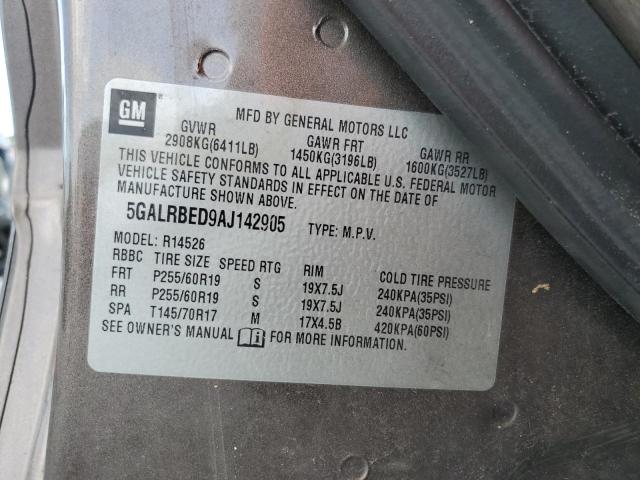 GM
MFD BY GENERAL MOTORS LLC
GVWR GAWR FRT GAWR RR
2908KG(6411LB) 1450KG(3196LB) 1600KG(3527LB)
THIS VEHICLE CONFORMS TO ALL APPLICABLE U.S. FEDERAL MOTOR
VEHICLE SAFETY STANDARDS IN EFFECT ON THE DATE OF
MANUFACTURE SHOWN ABOVE.
5GALRBED9AJ142905 TYPE: M.P.V.
MODEL: R14526
RBBC TIRE SIZE SPEED RTG RIM COLD TIRE PRESSURE
FRT P255/60R19 S 19X7.5J 240KPA(35PSI)
RR P255/60R19 S 19X7.5J 240KPA(35PSI)
SPA T145/70R17 M 17X4.5B 420KPA(60PSI)
SEE OWNER'S MANUAL FOR MORE INFORMATION.